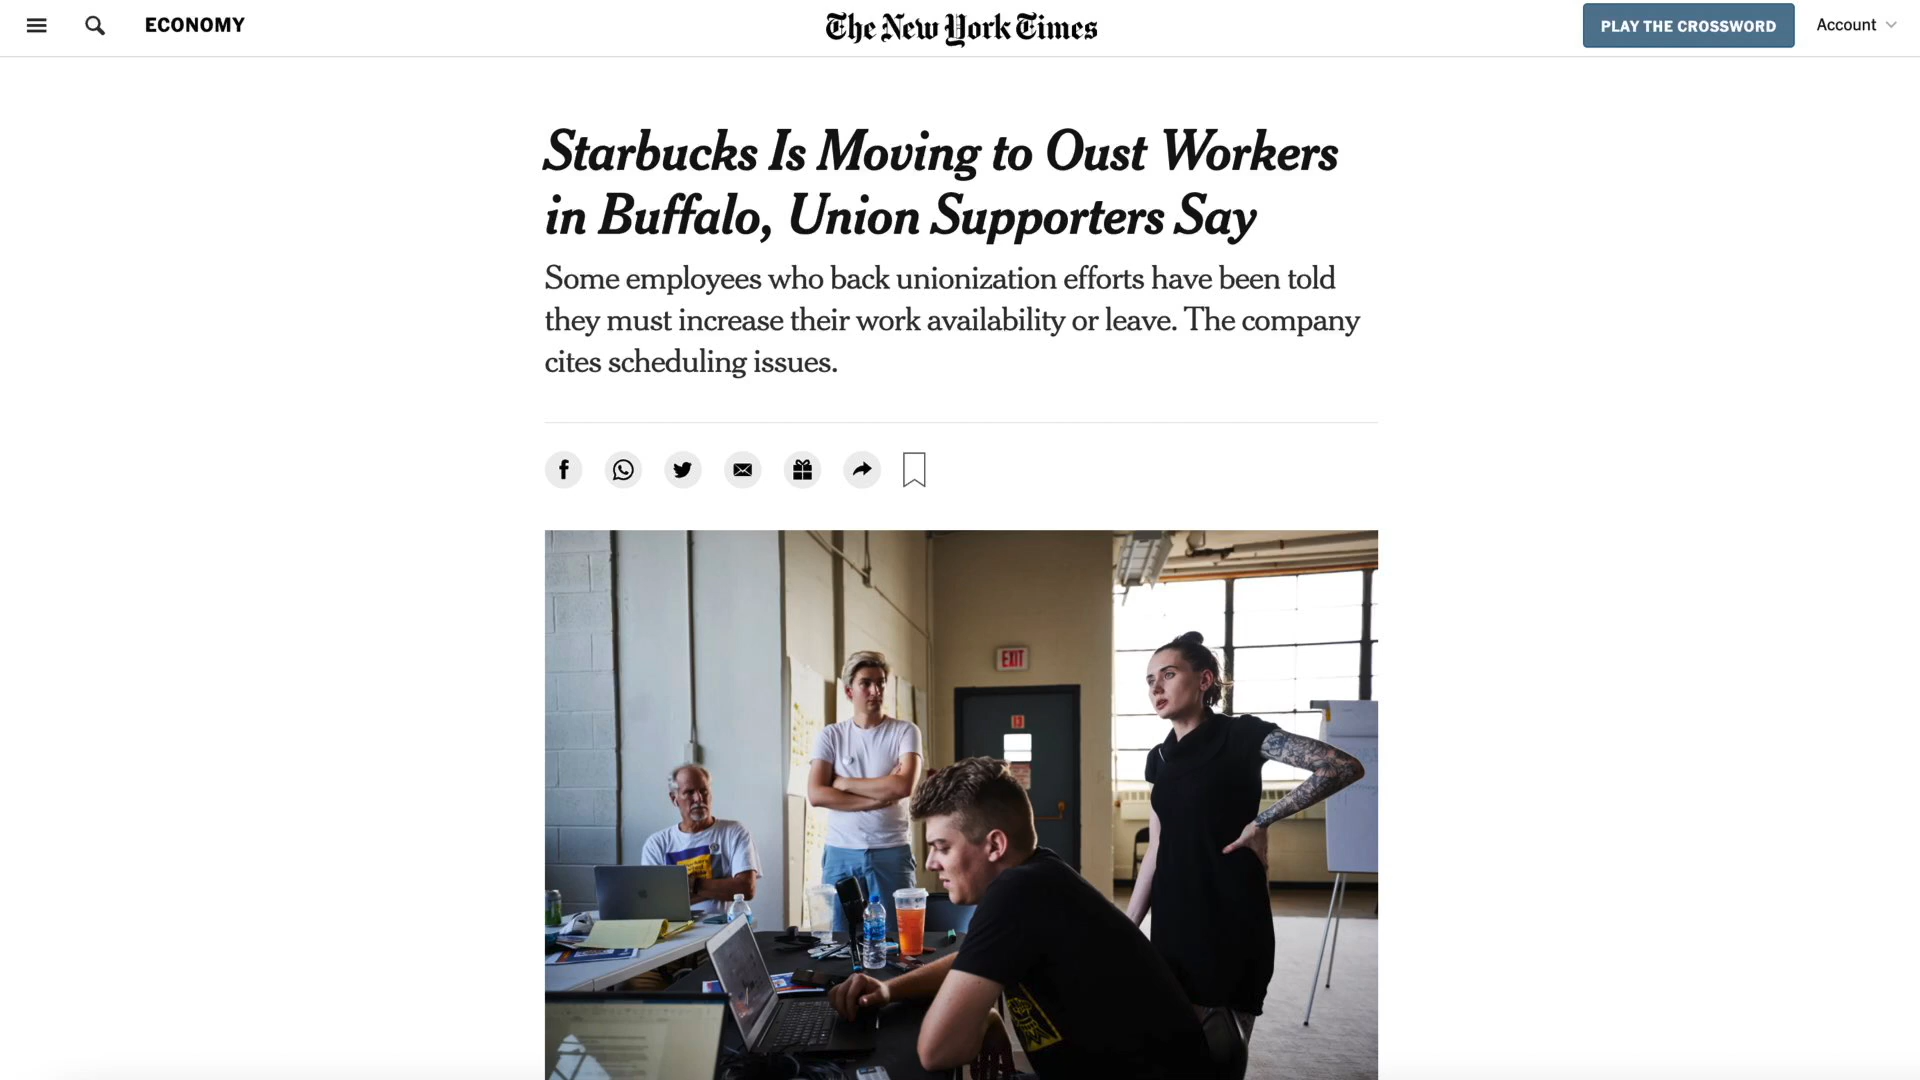 ECONOMY
The New York Times
PLAY THE CROSSWORD
Account
Starbucks Is Moving to Oust Workers
in Buffalo, Union Supporters Say
Some employees who back unionization efforts have been told
they must increase their work availability or leave. The company
cites scheduling issues.
EXIT